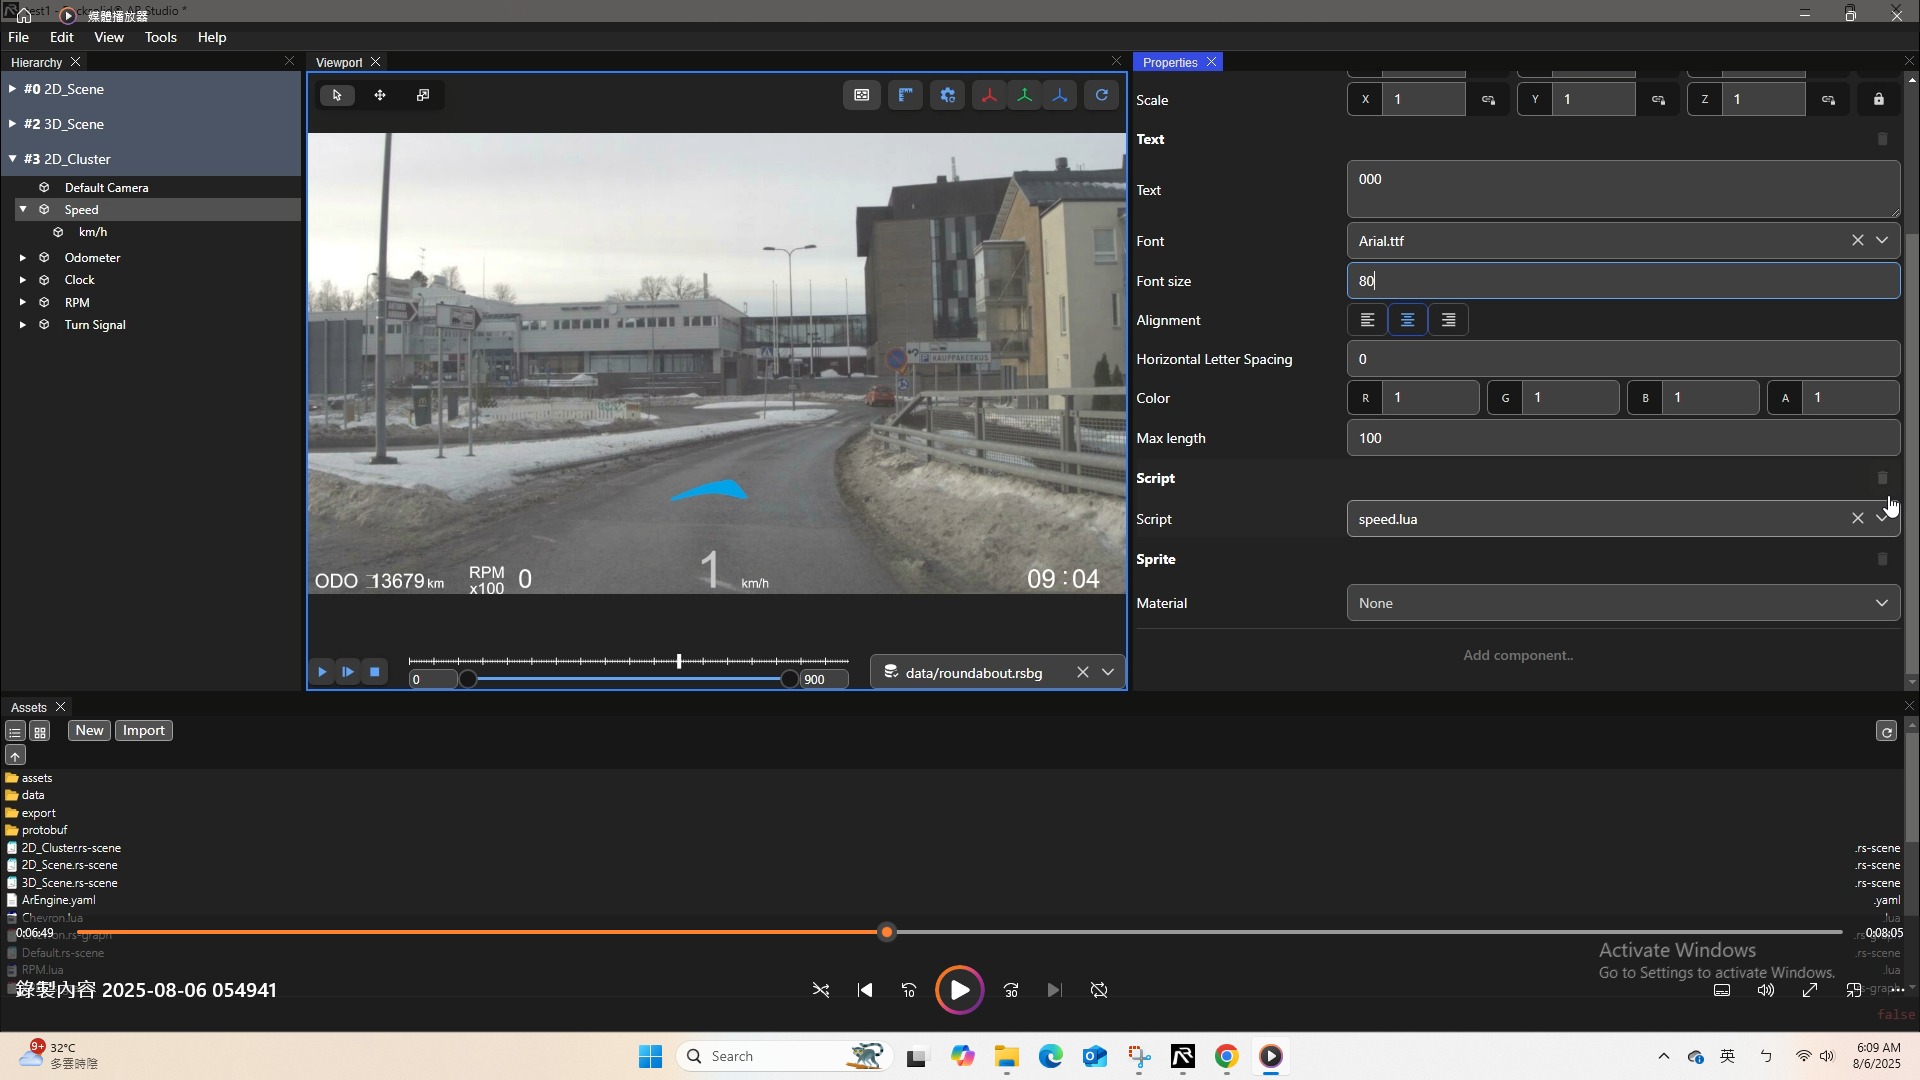 媒體播放器
File Edit View Tools Help
Hierarchy
Viewport
Properties
#0 2D_Scene
#2 3D_Scene
#3 2D_Cluster
Default Camera
Speed
km/h
Odometer
Clock
RPM
Turn Signal
KAUPPAKESKUS
ODO 13679 km
RPM
x100 0
1 km/h
09 : 04
0
900
data/roundabout.rsbg
Scale X 1 Y 1 Z 1
Text
Text 000
Font Arial.ttf
Font size 80
Alignment
Horizontal Letter Spacing 0
Color R 1 G 1 B 1 A 1
Max length 100
Script
Script speed.lua
Sprite
Material None
Add component..
Assets
New Import
assets
data
export
protobuf
2D_Cluster.rs-scene .rs-scene
2D_Scene.rs-scene .rs-scene
3D_Scene.rs-scene .rs-scene
ArEngine.yaml .yaml
Chevron.lua .lua
0:06:49 0:08:05
Default.rs-scene .rs-scene
RPM.lua .lua
錄製內容 2025-08-06 054941
Activate Windows
Go to Settings to activate Windows.
10
30
false
9+
32°C
多雲時陰
Search
英
ㄅ
6:09 AM
8/6/2025